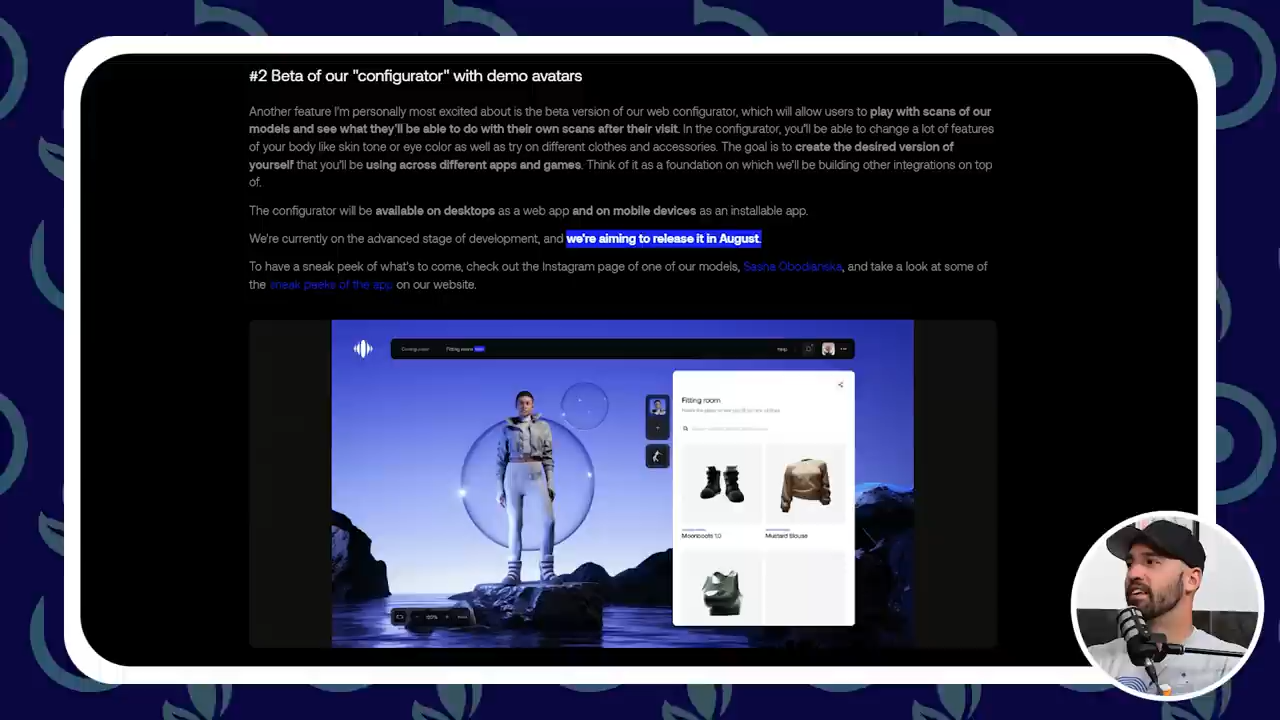 #2 Beta of our "configurator" with demo avatars
Another feature I'm personally most excited about is the beta version of our web configurator, which will allow users to play with scans of our
models and see what they'll be able to do with their own scans after their visit. In the configurator, you'll be able to change a lot of features
of your body like skin tone or eye color as well as try on different clothes and accessories. The goal is to create the desired version of
yourself that you'll be using across different apps and games. Think of it as a foundation on which we'll be building other integrations on top
of.
The configurator will be available on desktops as a web app and on mobile devices as an installable app.
We're currently on the advanced stage of development, and we're aiming to release it in August.
To have a sneak peek of what's to come, check out the Instagram page of one of our models, Sasha Obodianska, and take a look at some of
the sneak peeks of the app on our website.
Fitting room
Fitting room
Moonboots 1.0
Mustard Blouse